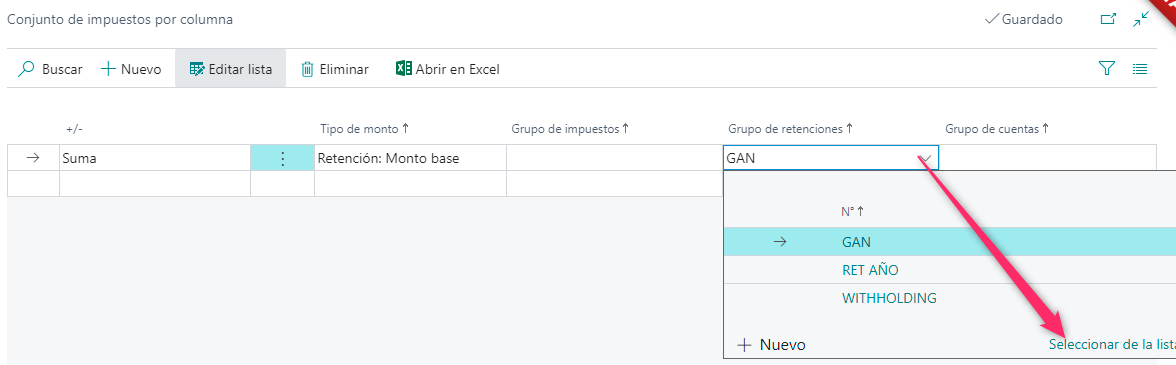 Conjunto de impuestos por columna
Guardado
Buscar
Nuevo
Editar lista
Eliminar
Abrir en Excel
+/-
Tipo de monto
Grupo de impuestos
Grupo de retenciones
Grupo de cuentas
Suma
Retención: Monto base
GAN
N°
GAN
RET AÑO
WITHHOLDING
Nuevo
Seleccionar de la lista